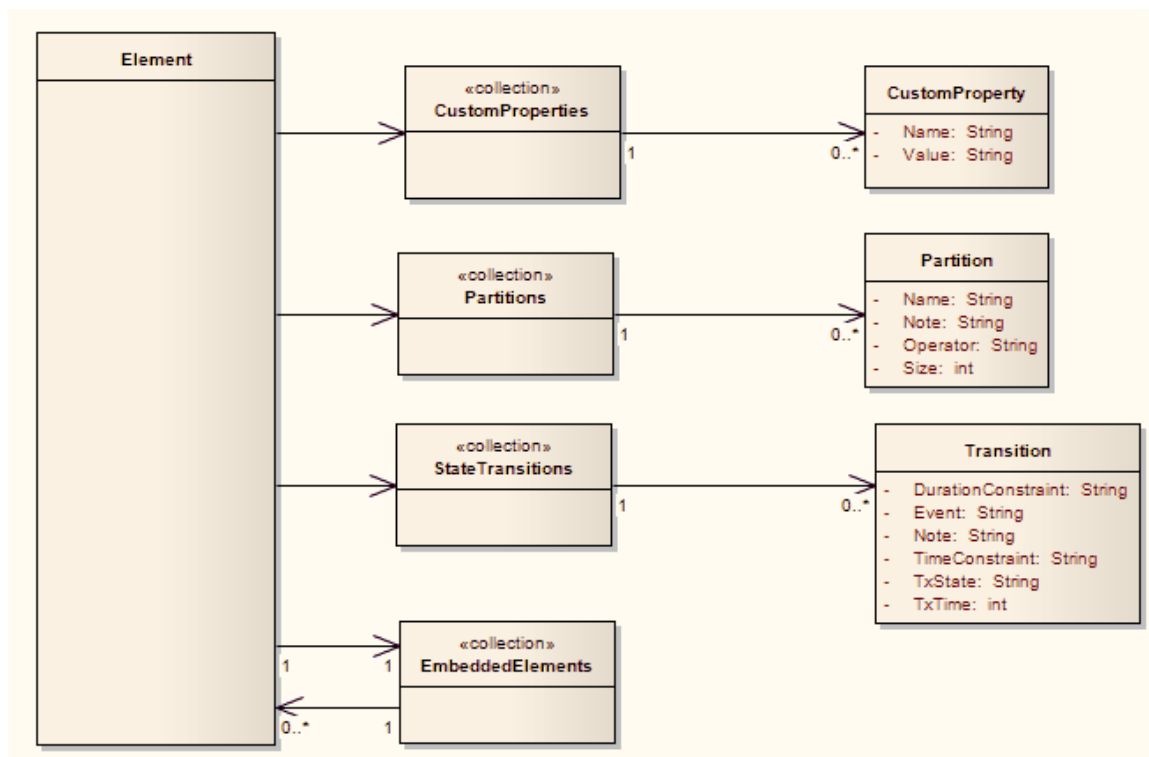 Element
«collection»
CustomProperties
1
0..*
CustomProperty
- Name: String
- Value: String
«collection»
Partitions
1
0..*
Partition
- Name: String
- Note: String
- Operator: String
- Size: int
«collection»
StateTransitions
1
0..*
Transition
- DurationConstraint: String
- Event: String
- Note: String
- TimeConstraint: String
- TxState: String
- TxTime: int
«collection»
EmbeddedElements
1
1
0..*
1